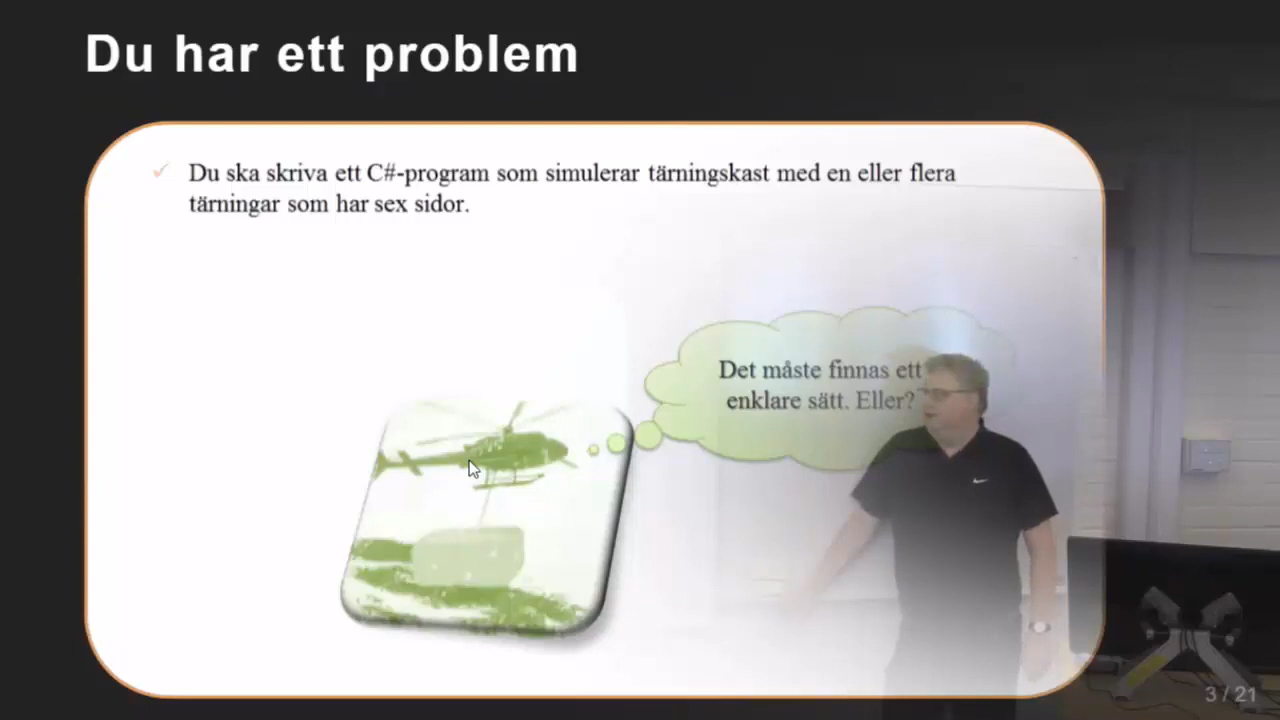 Du har ett problem
Du ska skriva ett C#-program som simulerar tärningskast med en eller flera
tärningar som har sex sidor.
Det måste finnas ett
enklare sätt. Eller?
3 / 21